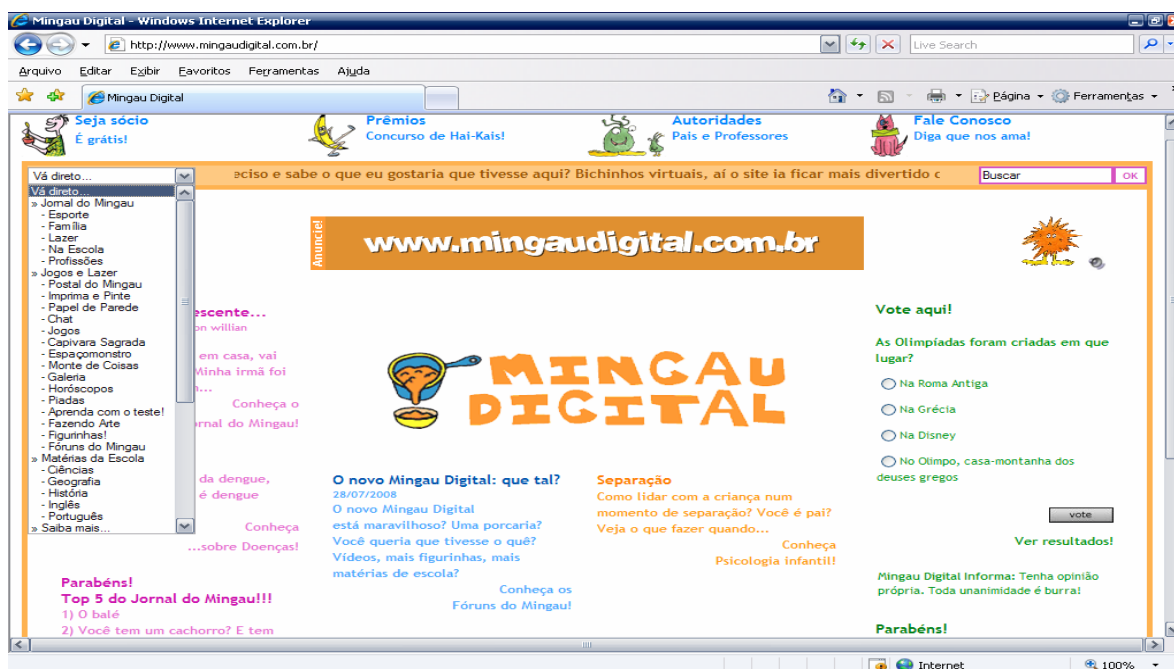 Mingau Digital - Windows Internet Explorer
http://www.mingaudigital.com.br/
Live Search
Arquivo Editar Exibir Favoritos Ferramentas Ajuda
Mingau Digital
Página Ferramentas
Seja sócio
É grátis!
Prêmios
Concurso de Hai-Kais!
Autoridades
Pais e Professores
Fale Conosco
Diga que nos ama!
Vá direto...
eciso e sabe o que eu gostaria que tivesse aqui? Bichinhos virtuais, aí o site ia ficar mais divertido c
Buscar
OK
Vá direto...
» Jornal do Mingau
- Esporte
- Família
- Lazer
- Na Escola
- Profissões
» Jogos e Lazer
- Postal do Mingau
- Imprima e Pinte
- Papel de Parede
- Chat
- Jogos
- Capivara Sagrada
- Espaçomonstro
- Monte de Coisas
- Galeria
- Horóscopos
- Piadas
- Aprenda com o teste!
- Fazendo Arte
- Figurinhas!
- Fóruns do Mingau
» Matérias da Escola
- Ciências
- Geografia
- História
- Inglês
- Português
» Saiba mais...
Anuncie!
www.mingaudigital.com.br
escente...
on willian
em casa, vai
Minha irmã foi
Conheça o
rnal do Mingau!
da dengue,
é dengue
Conheça
...sobre Doenças!
Parabéns!
Top 5 do Jornal do Mingau!!!
1) O balé
2) Você tem um cachorro? E tem
MINGAU
DIGITAL
O novo Mingau Digital: que tal?
28/07/2008
O novo Mingau Digital
está maravilhoso? Uma porcaria?
Você queria que tivesse o quê?
Vídeos, mais figurinhas, mais
matérias de escola?
Conheça os
Fóruns do Mingau!
Separação
Como lidar com a criança num
momento de separação? Você é pai?
Veja o que fazer quando...
Conheça
Psicologia infantil!
Vote aqui!
As Olimpíadas foram criadas em que
lugar?
Na Roma Antiga
Na Grécia
Na Disney
No Olimpo, casa-montanha dos
deuses gregos
vote
Ver resultados!
Mingau Digital Informa: Tenha opinião
própria. Toda unanimidade é burra!
Parabéns!
Internet
100%